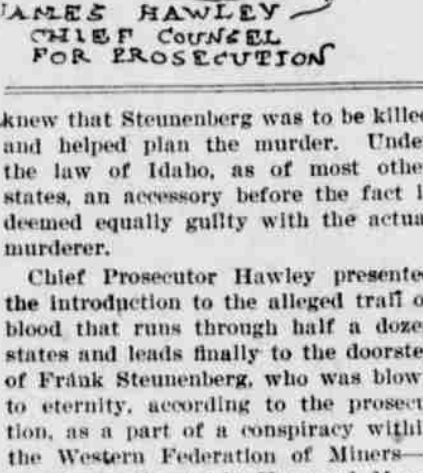 JAMES HAWLEY
CHIEF COUNSEL
FOR PROSECUTION
knew that Steunenberg was to be kille
and helped plan the murder. Unde
the law of Idaho, as of most othe
states, an accessory before the fact i
deemed equally guilty with the actua
murderer.
Chief Prosecutor Hawley presente
the introduction to the alleged trail o
blood that runs through half a doze
states and leads finally to the doorste
of Frank Steunenberg, who was blow
to eternity, according to the prosecu
tion, as a part of a conspiracy withi
the Western Federation of Miners—